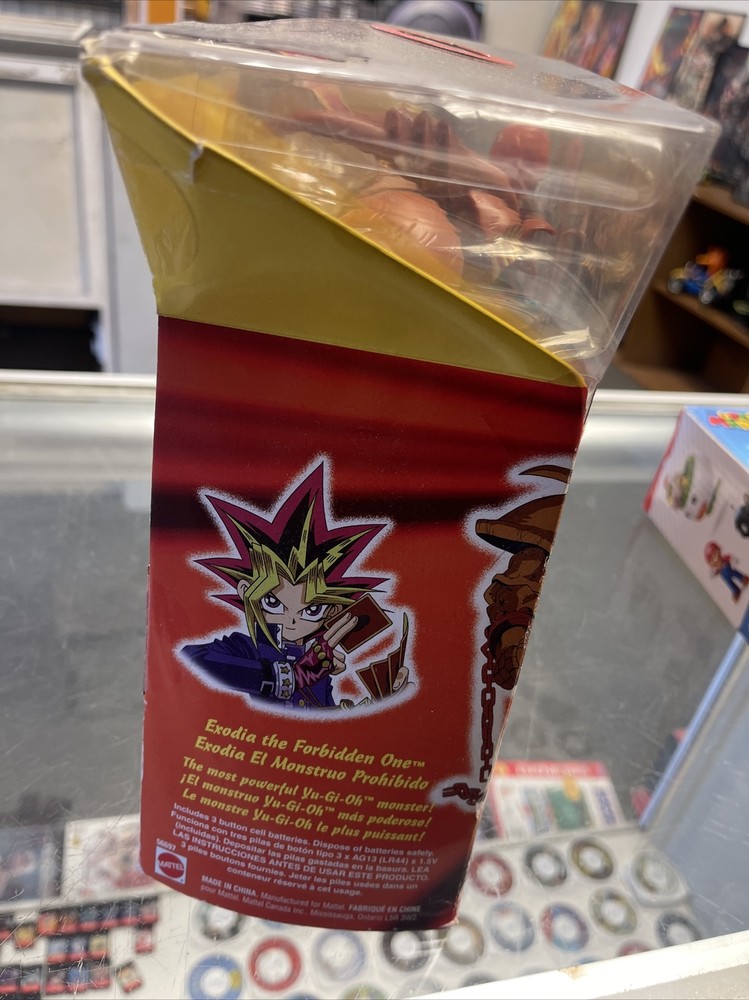 Exodia the Forbidden One™
Exodia El Monstruo Prohibido
The most powerful Yu-Gi-Oh™ monster!
¡El monstruo Yu-Gi-Oh™ más poderoso!
Le monstre Yu-Gi-Oh le plus puissant!
Includes 3 button cell batteries. Dispose of batteries safely.
Funciona con tres pilas de botón tipo 3 x AG13 (LR44) x 1.5V
(incluidas) Depositar las pilas gastadas en la basura. LEA
LAS INSTRUCCIONES ANTES DE USAR ESTE PRODUCTO.
3 piles boutons fournies. Jeter les piles usées dans un
conteneur réservé à cet usage.
56697
MATTEL
MADE IN CHINA. Manufactured for Mattel. FABRIQUÉ EN CHINE
pour Mattel. Mattel Canada Inc., Mississauga, Ontario L5R 3W2